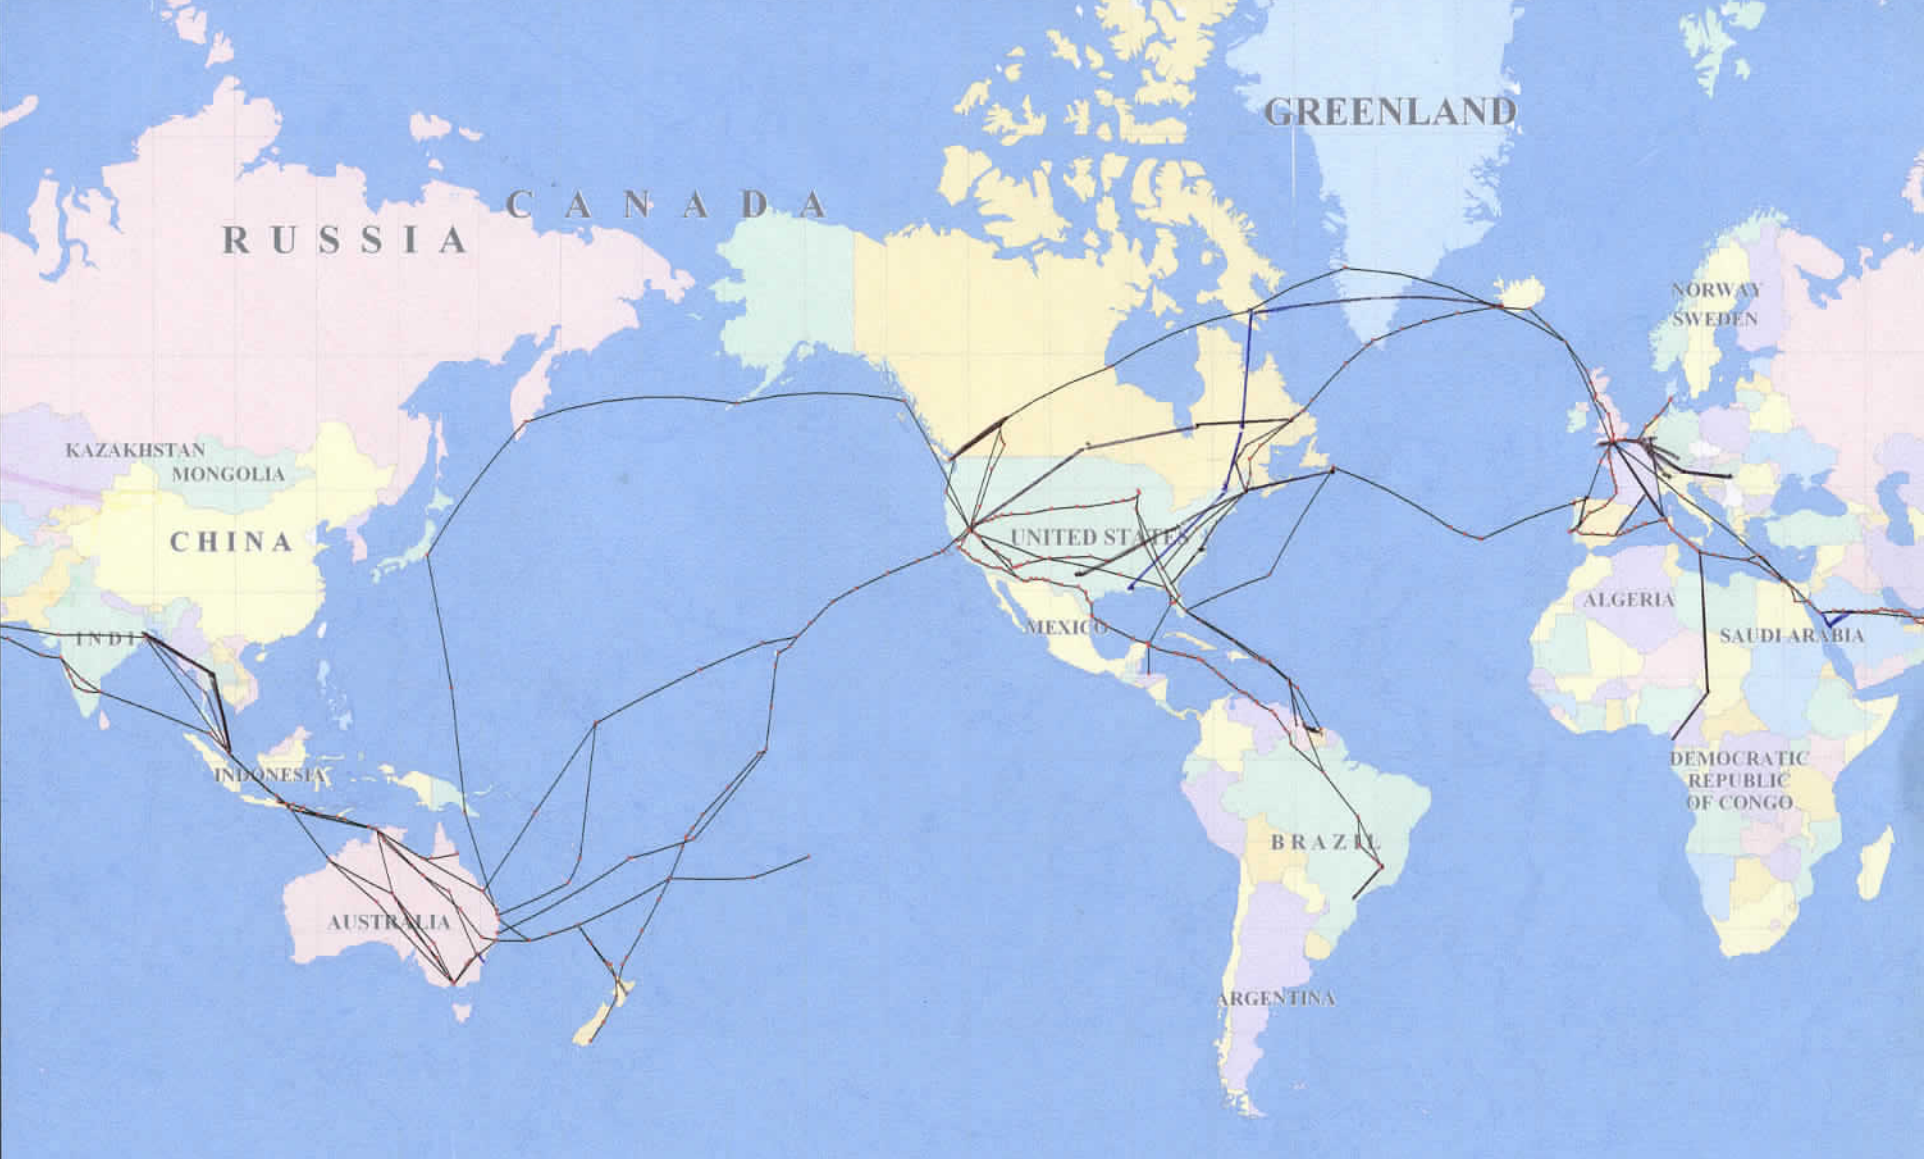 GREENLAND
CANADA
RUSSIA
NORWAY
SWEDEN
KAZAKHSTAN
MONGOLIA
CHINA
UNITED STATES
ALGERIA
MEXICO
INDI
SAUDI ARABIA
INDONESIA
DEMOCRATIC
REPUBLIC
OF CONGO
BRAZIL
AUSTRALIA
ARGENTINA